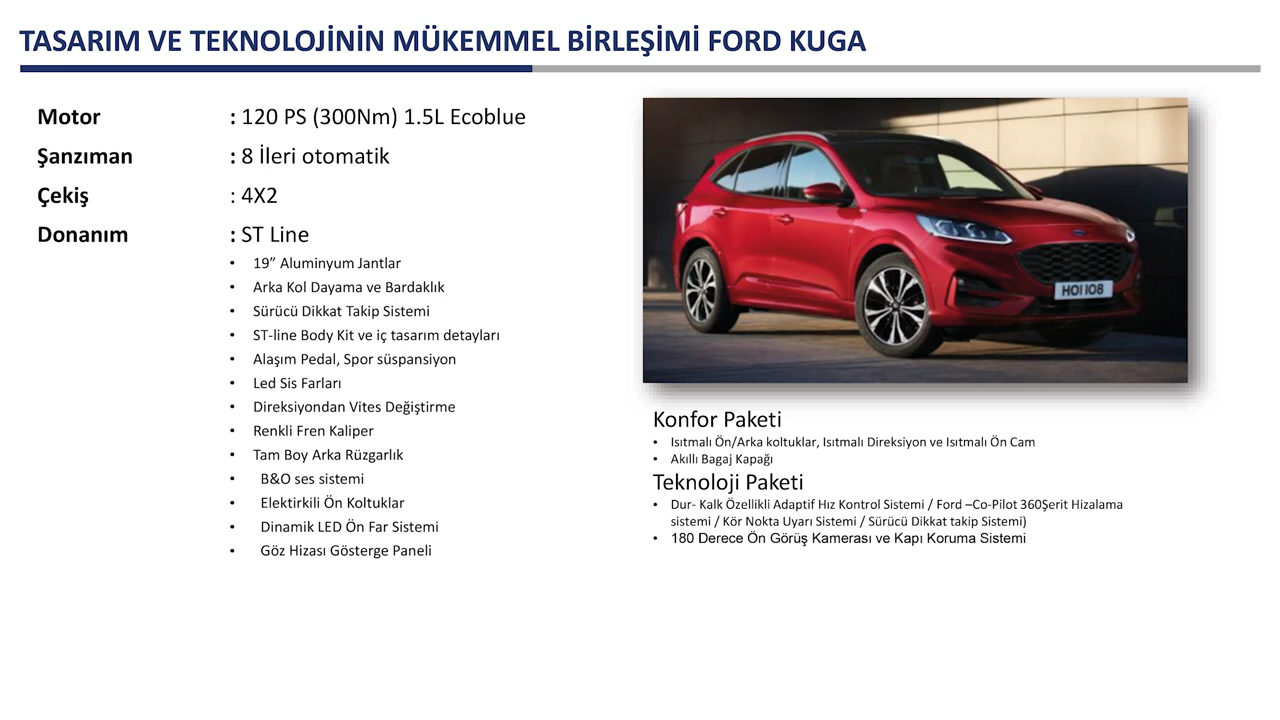 TASARIM VE TEKNOLOJİNİN MÜKEMMEL BİRLEŞİMİ FORD KUGA
Motor : 120 PS (300Nm) 1.5L Ecoblue
Şanzıman : 8 İleri otomatik
Çekiş : 4X2
Donanım : ST Line
• 19” Aluminyum Jantlar
• Arka Kol Dayama ve Bardaklık
• Sürücü Dikkat Takip Sistemi
• ST-line Body Kit ve iç tasarım detayları
• Alaşım Pedal, Spor süspansiyon
• Led Sis Farları
• Direksiyondan Vites Değiştirme
• Renkli Fren Kaliper
• Tam Boy Arka Rüzgarlık
• B&O ses sistemi
• Elektirkili Ön Koltuklar
• Dinamik LED Ön Far Sistemi
• Göz Hizası Gösterge Paneli
HOI IO8
Konfor Paketi
• Isıtmalı Ön/Arka koltuklar, Isıtmalı Direksiyon ve Isıtmalı Ön Cam
• Akıllı Bagaj Kapağı
Teknoloji Paketi
• Dur- Kalk Özellikli Adaptif Hız Kontrol Sistemi / Ford –Co-Pilot 360Şerit Hizalama
sistemi / Kör Nokta Uyarı Sistemi / Sürücü Dikkat takip Sistemi)
• 180 Derece Ön Görüş Kamerası ve Kapı Koruma Sistemi